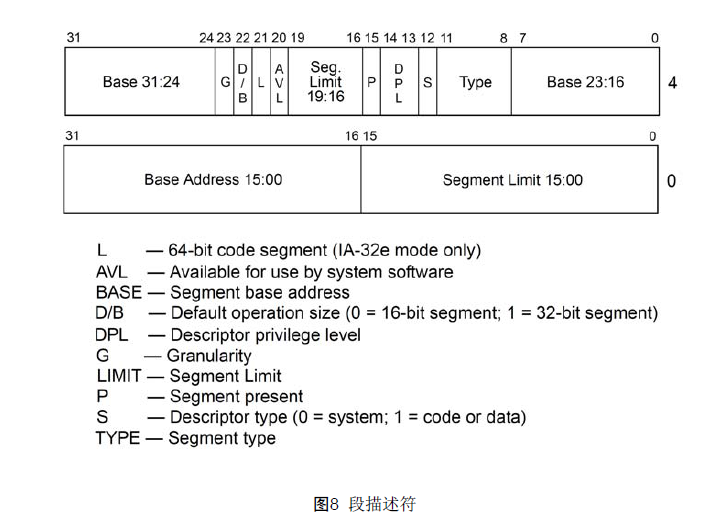 31 24 23 22 21 20 19 16 15 14 13 12 11 8 7 0
Base 31:24 G D/B L AVL Seg. Limit 19:16 P DPL S Type Base 23:16 4
31 16 15 0
Base Address 15:00 Segment Limit 15:00 0
L — 64-bit code segment (IA-32e mode only)
AVL — Available for use by system software
BASE — Segment base address
D/B — Default operation size (0 = 16-bit segment; 1 = 32-bit segment)
DPL — Descriptor privilege level
G — Granularity
LIMIT — Segment Limit
P — Segment present
S — Descriptor type (0 = system; 1 = code or data)
TYPE — Segment type
图8 段描述符